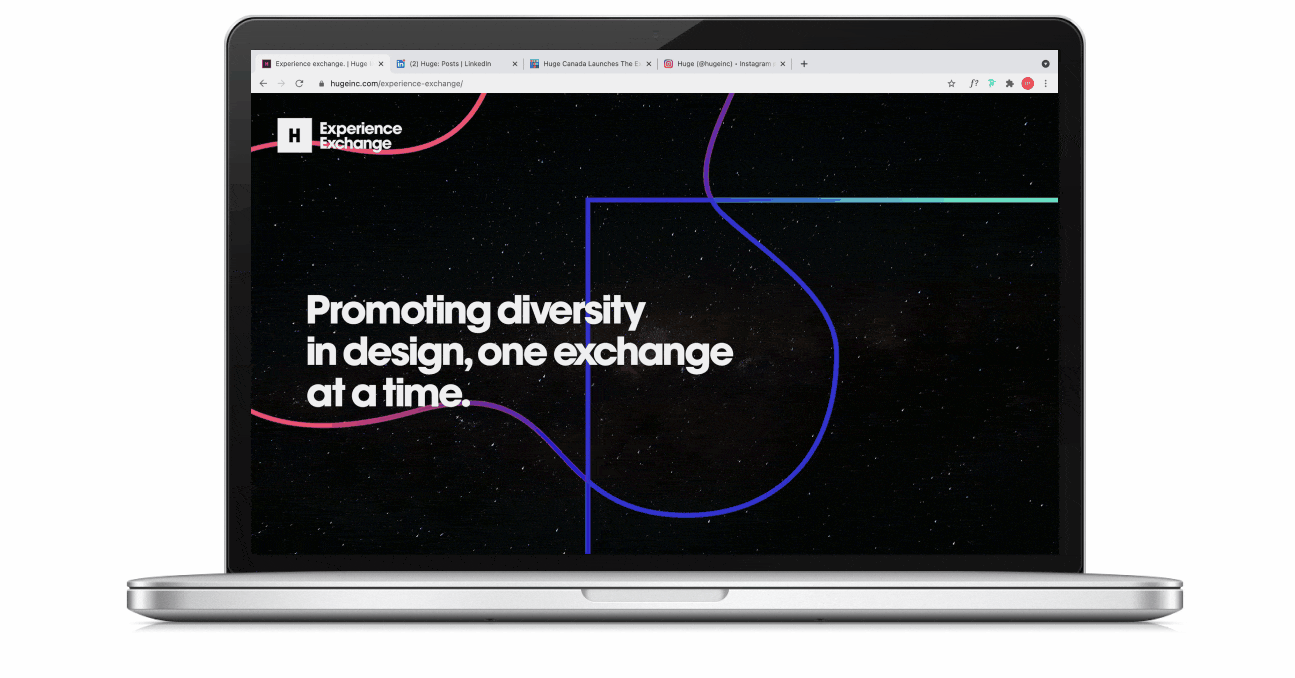 Experience exchange. | Huge
(2) Huge: Posts | LinkedIn
Huge Canada Launches The E
Huge (@hugeinc) • Instagram
hugeinc.com/experience-exchange/
f?
H
Experience
Exchange
Promoting diversity
in design, one exchange
at a time.